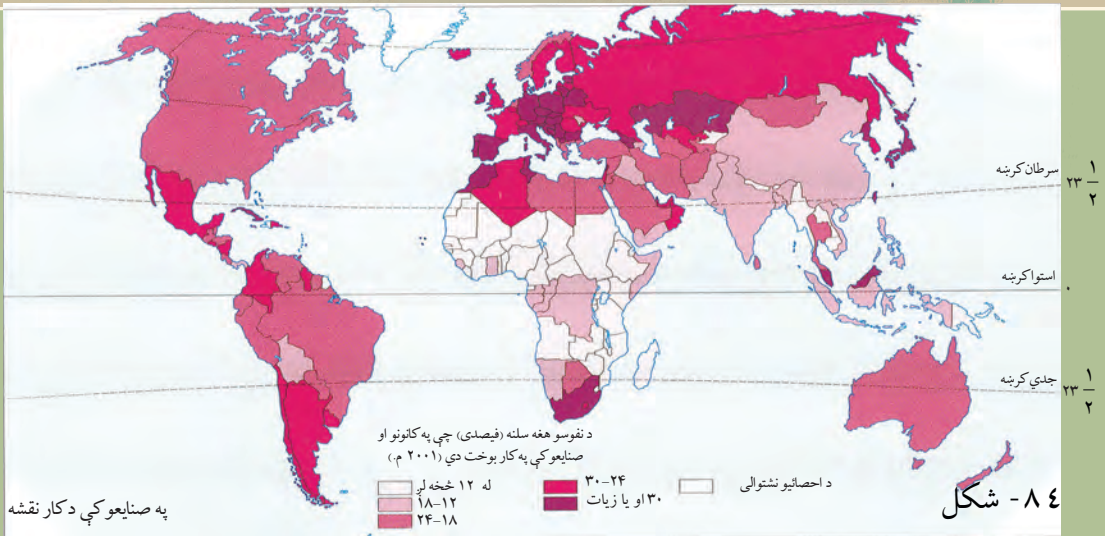 سرطان کرښه
۲۳ ۱/۲
استوا کرښه
۰
جدي کرښه
۲۳ ۱/۲
د نفوسو هغه سلنه (فیصدی) چې په کانونو او
صنایعو کې په کار بوخت دي (۲۰۰۱ م.)
له ۱۲ څخه لږ
۱۲–۱۸
۱۸–۲۴
۲۴–۳۰
۳۰ او یا زیات
د احصائیو نشتوالی
۸۴- شکل
په صنایعو کې د کار نقشه